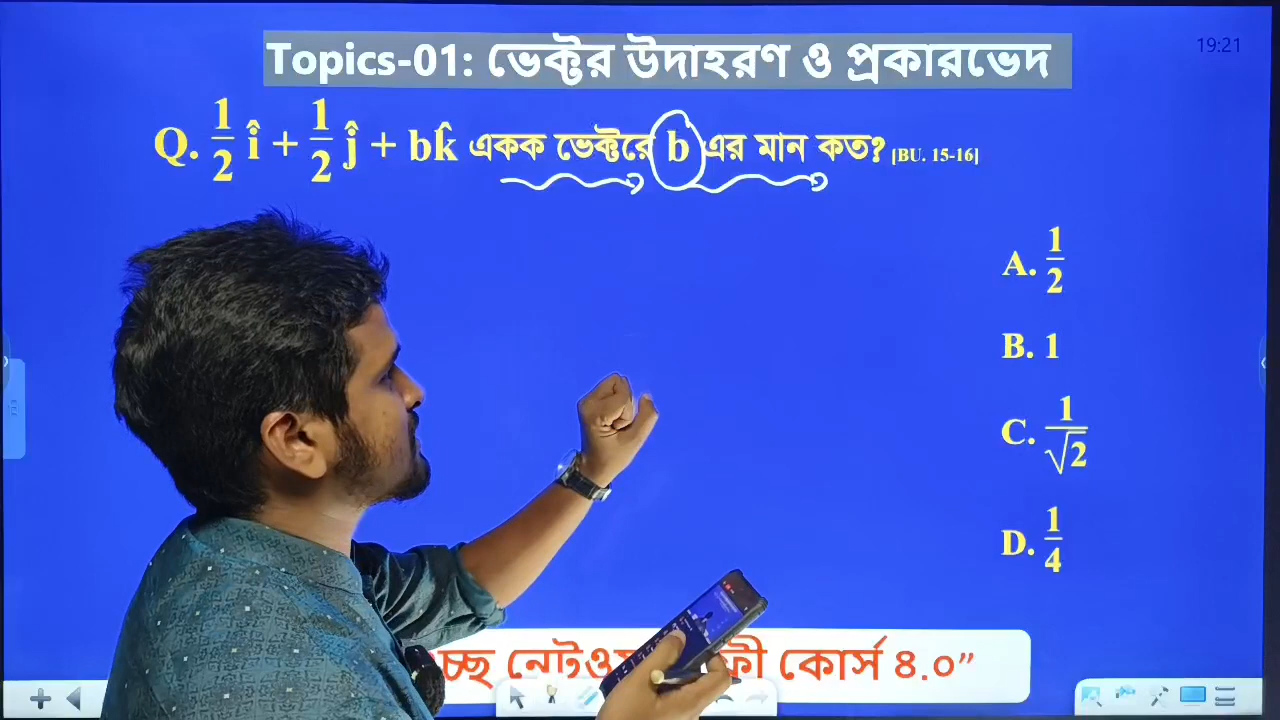 19:21
Topics-01: ভেক্টর উদাহরণ ও প্রকারভেদ
Q. 1/2 î + 1/2 ĵ + bk̂ একক ভেক্টরে b এর মান কত? [BU. 15-16]
A. 1/2
B. 1
C. 1/√2
D. 1/4
নেটওয়ার্ক কোর্স ৪.০”